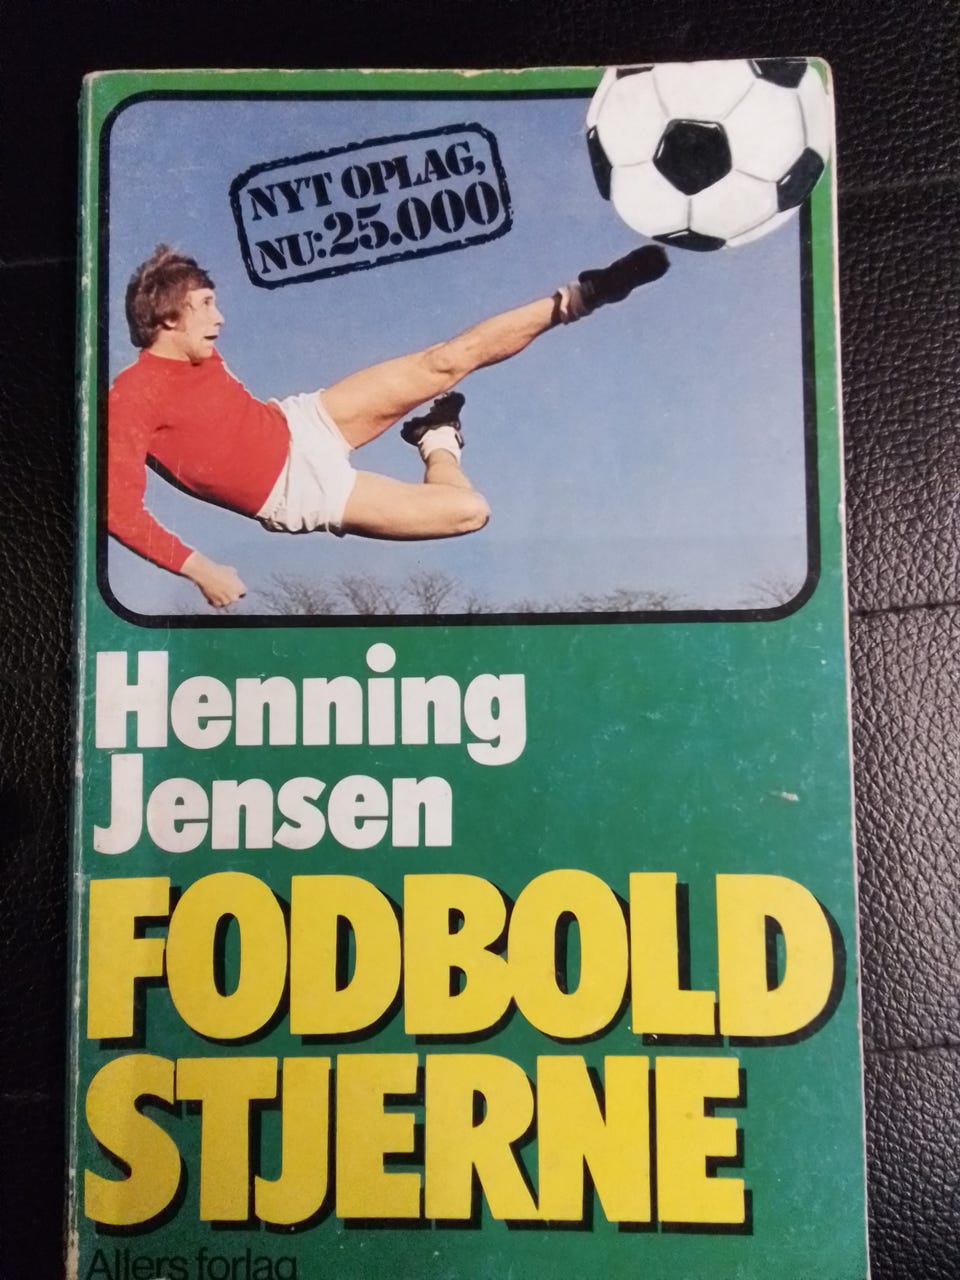 NYT OPLAG,
NU: 25.000
Henning
Jensen
FODBOLD
STJERNE
Allers forlag